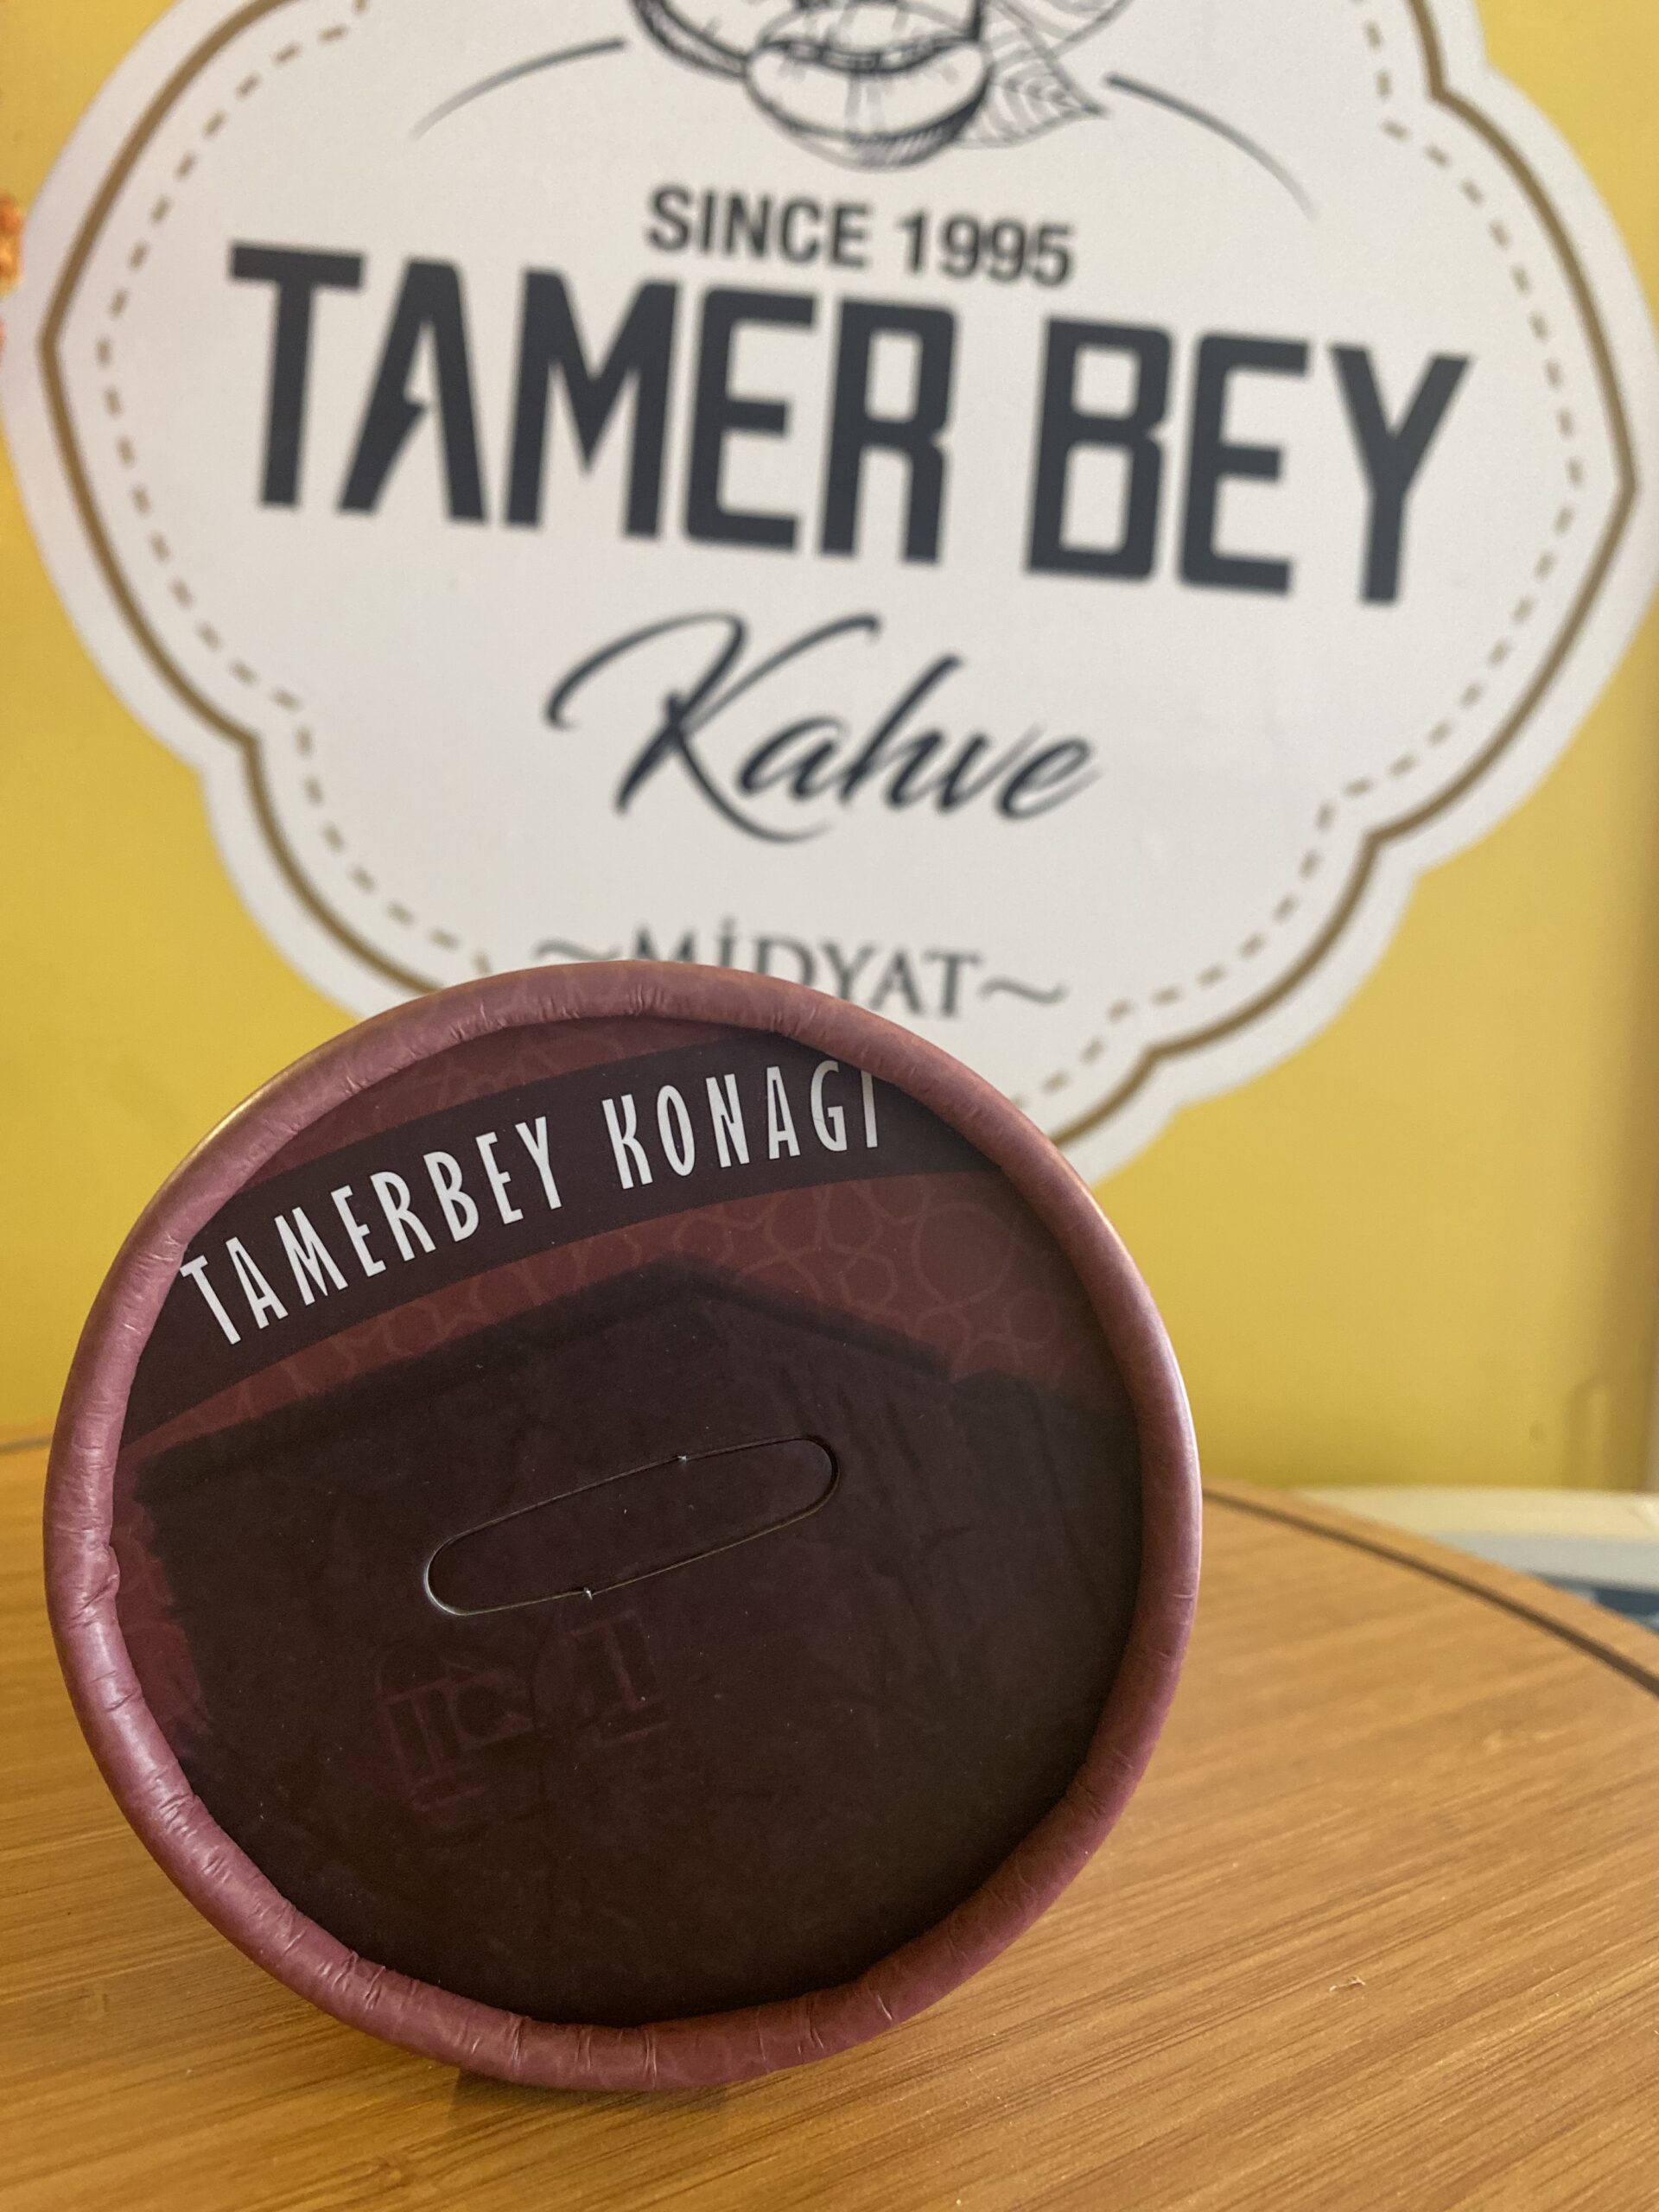 SINCE 1995
TAMER BEY
Kahve
~MİDYAT~
TAMERBEY KONAGI